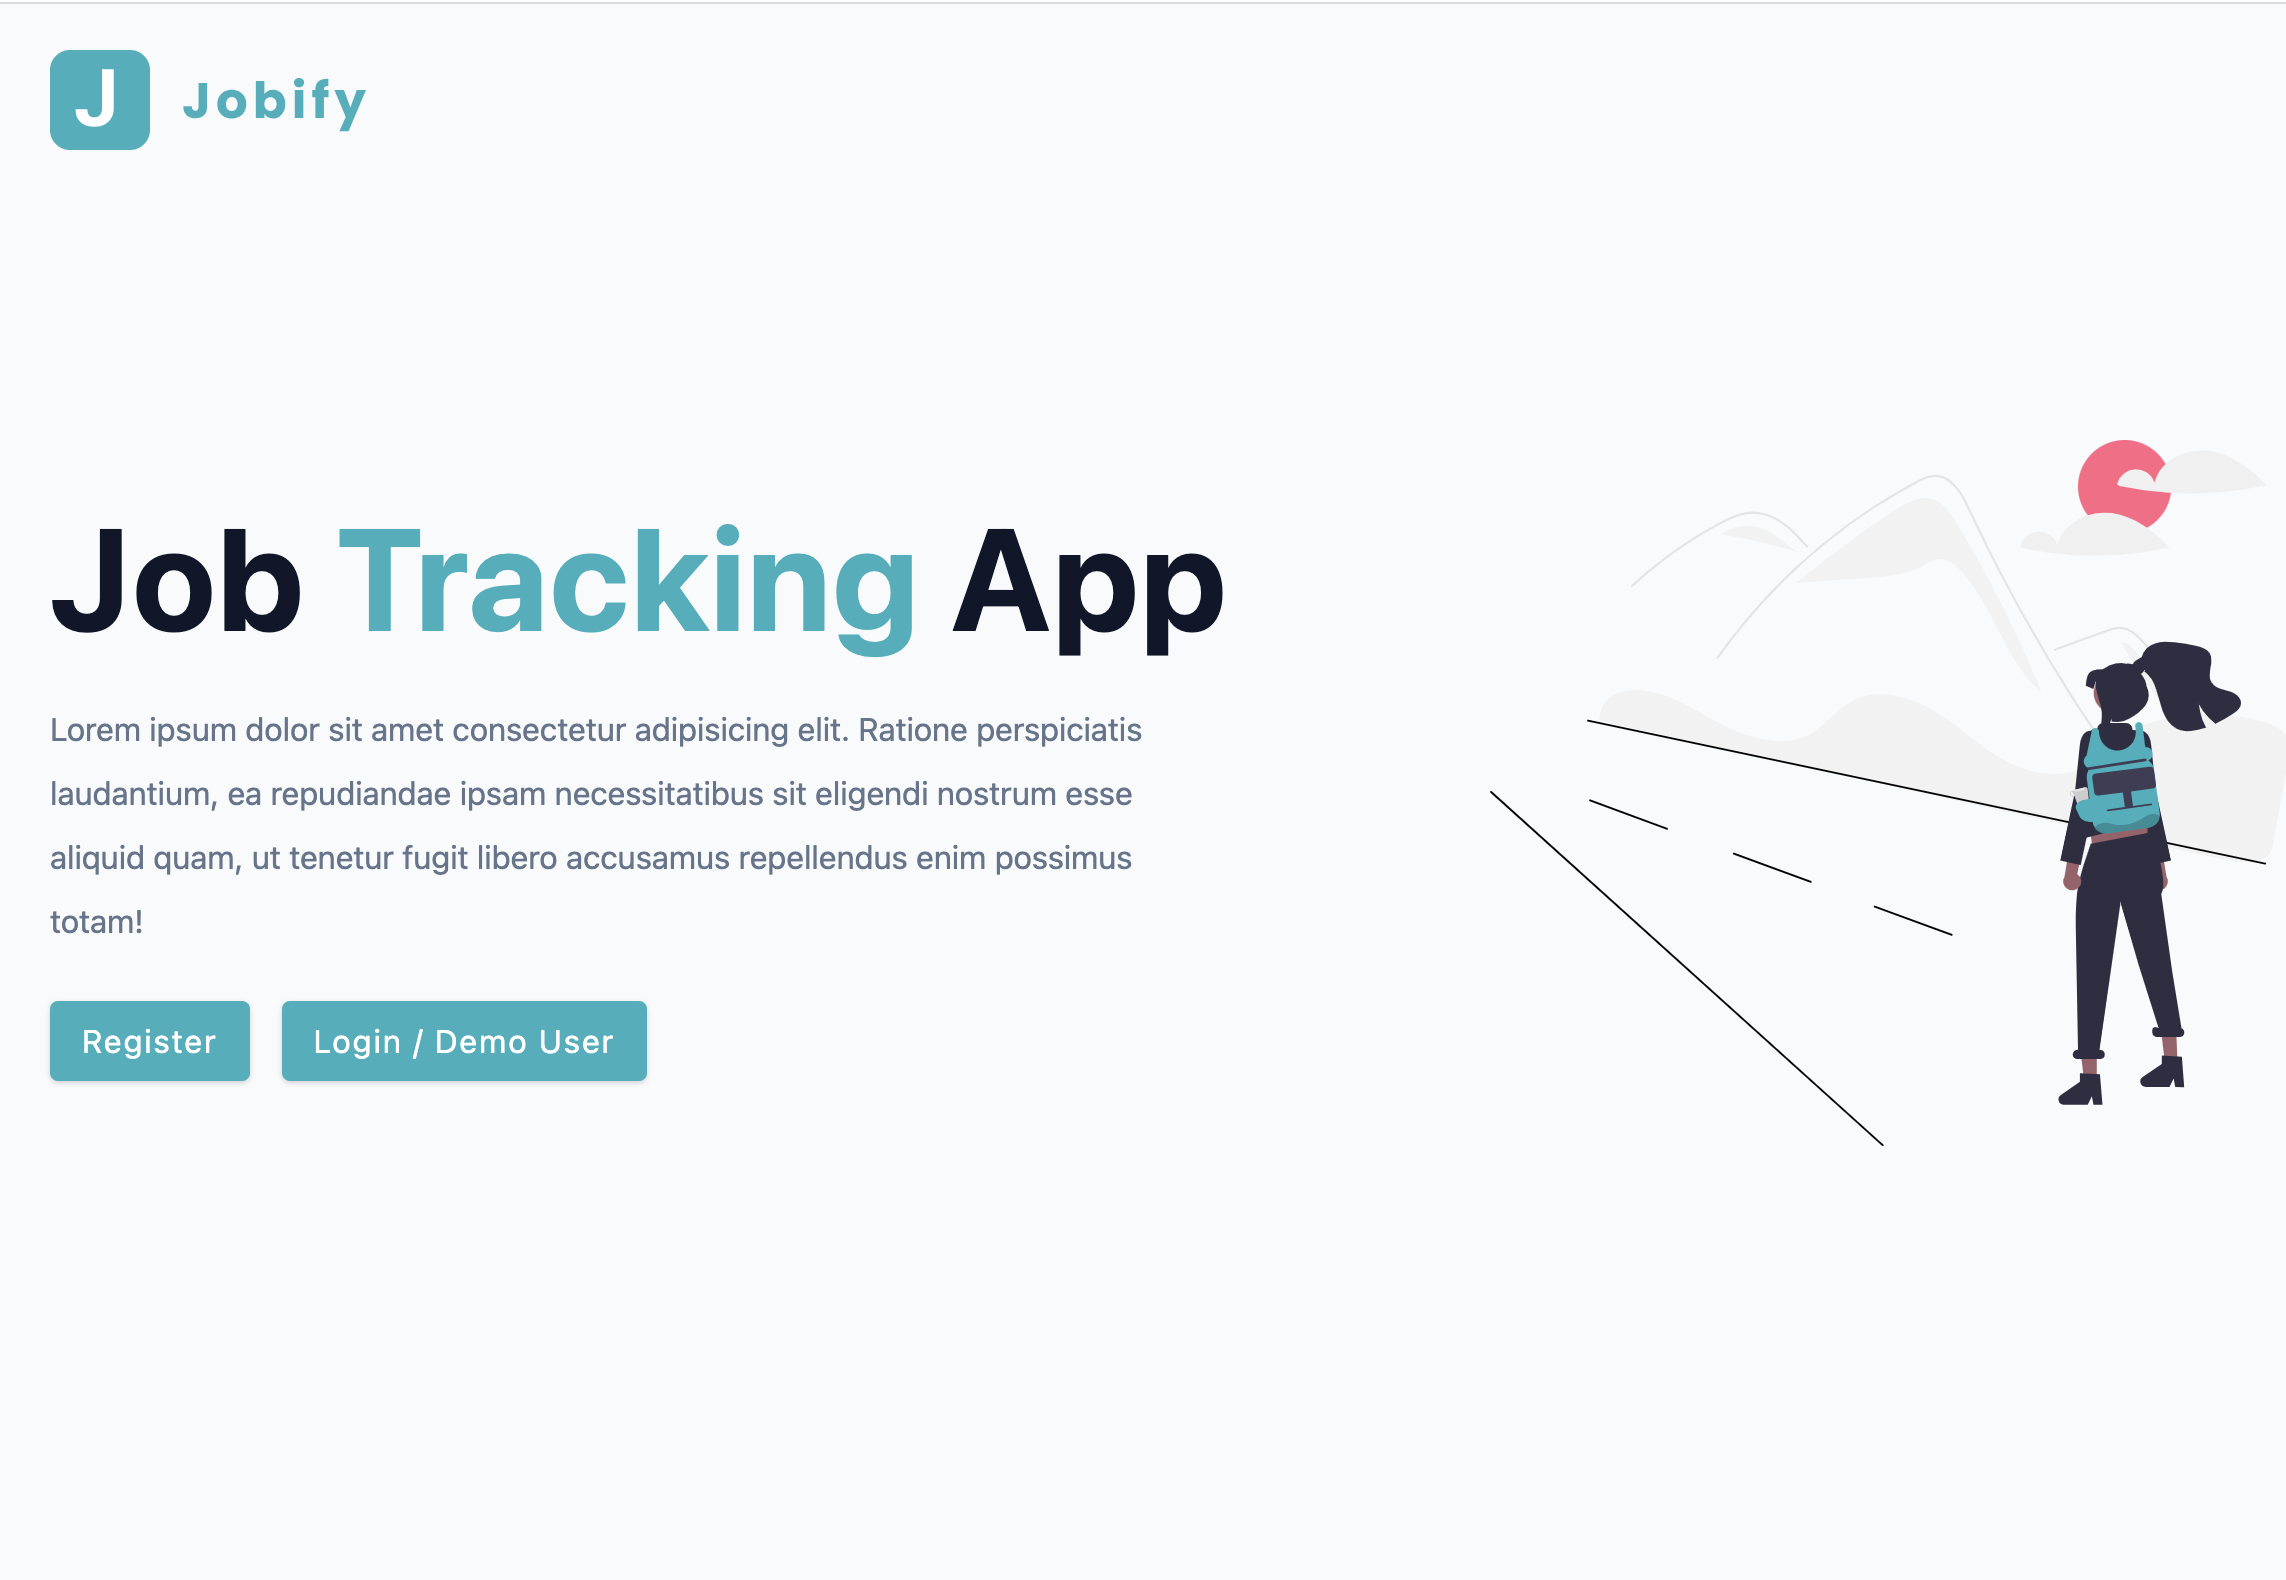 J Jobify
Job Tracking App
Lorem ipsum dolor sit amet consectetur adipisicing elit. Ratione perspiciatis
laudantium, ea repudiandae ipsam necessitatibus sit eligendi nostrum esse
aliquid quam, ut tenetur fugit libero accusamus repellendus enim possimus
totam!
Register Login / Demo User